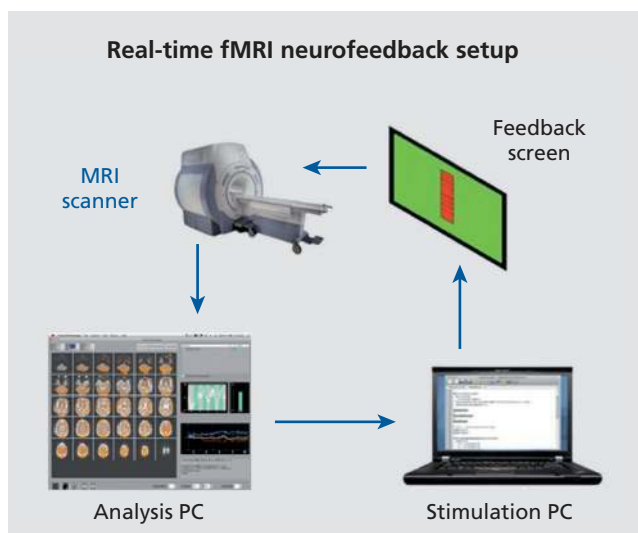 Real-time fMRI neurofeedback setup
Feedback
screen
MRI
scanner
Analysis PC
Stimulation PC